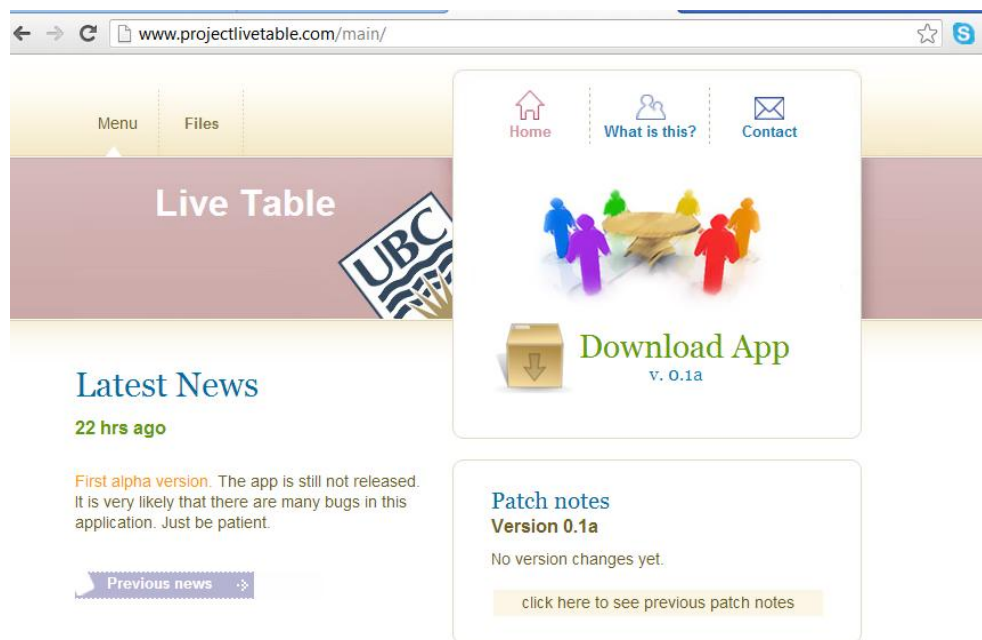 www.projectlivetable.com/main/
S
Menu
Files
Home
What is this?
Contact
Live Table
UBC
Download App
v. 0.1a
Latest News
22 hrs ago
First alpha version. The app is still not released.
It is very likely that there are many bugs in this
application. Just be patient.
Previous news
Patch notes
Version 0.1a
No version changes yet.
click here to see previous patch notes